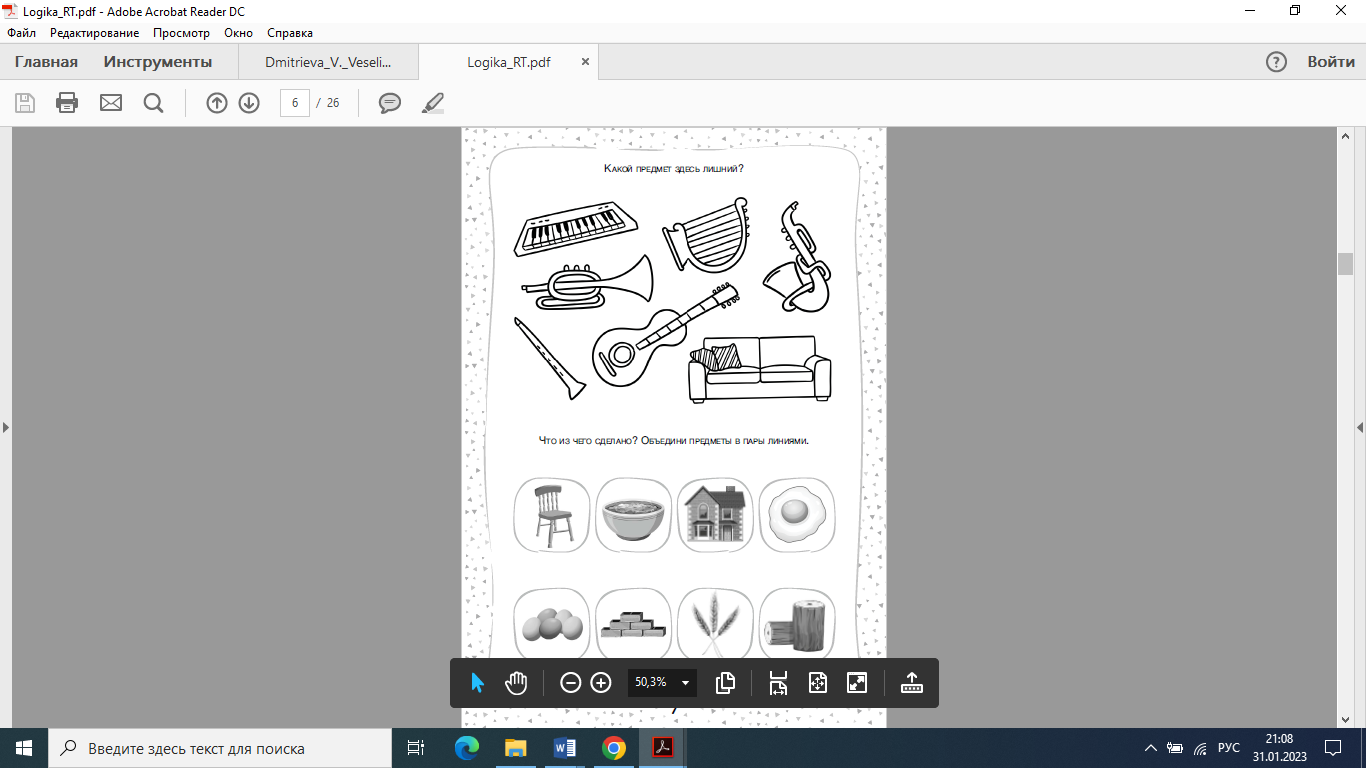 Logika_RT.pdf - Adobe Acrobat Reader DC
Файл Редактирование Просмотр Окно Справка
Главная Инструменты Dmitrieva_V._Veseli... Logika_RT.pdf Войти
6 / 26
Какой предмет здесь лишний?
Что из чего сделано? Объедини предметы в пары линиями.
50,3%
7
Введите здесь текст для поиска
РУС
21:08
31.01.2023